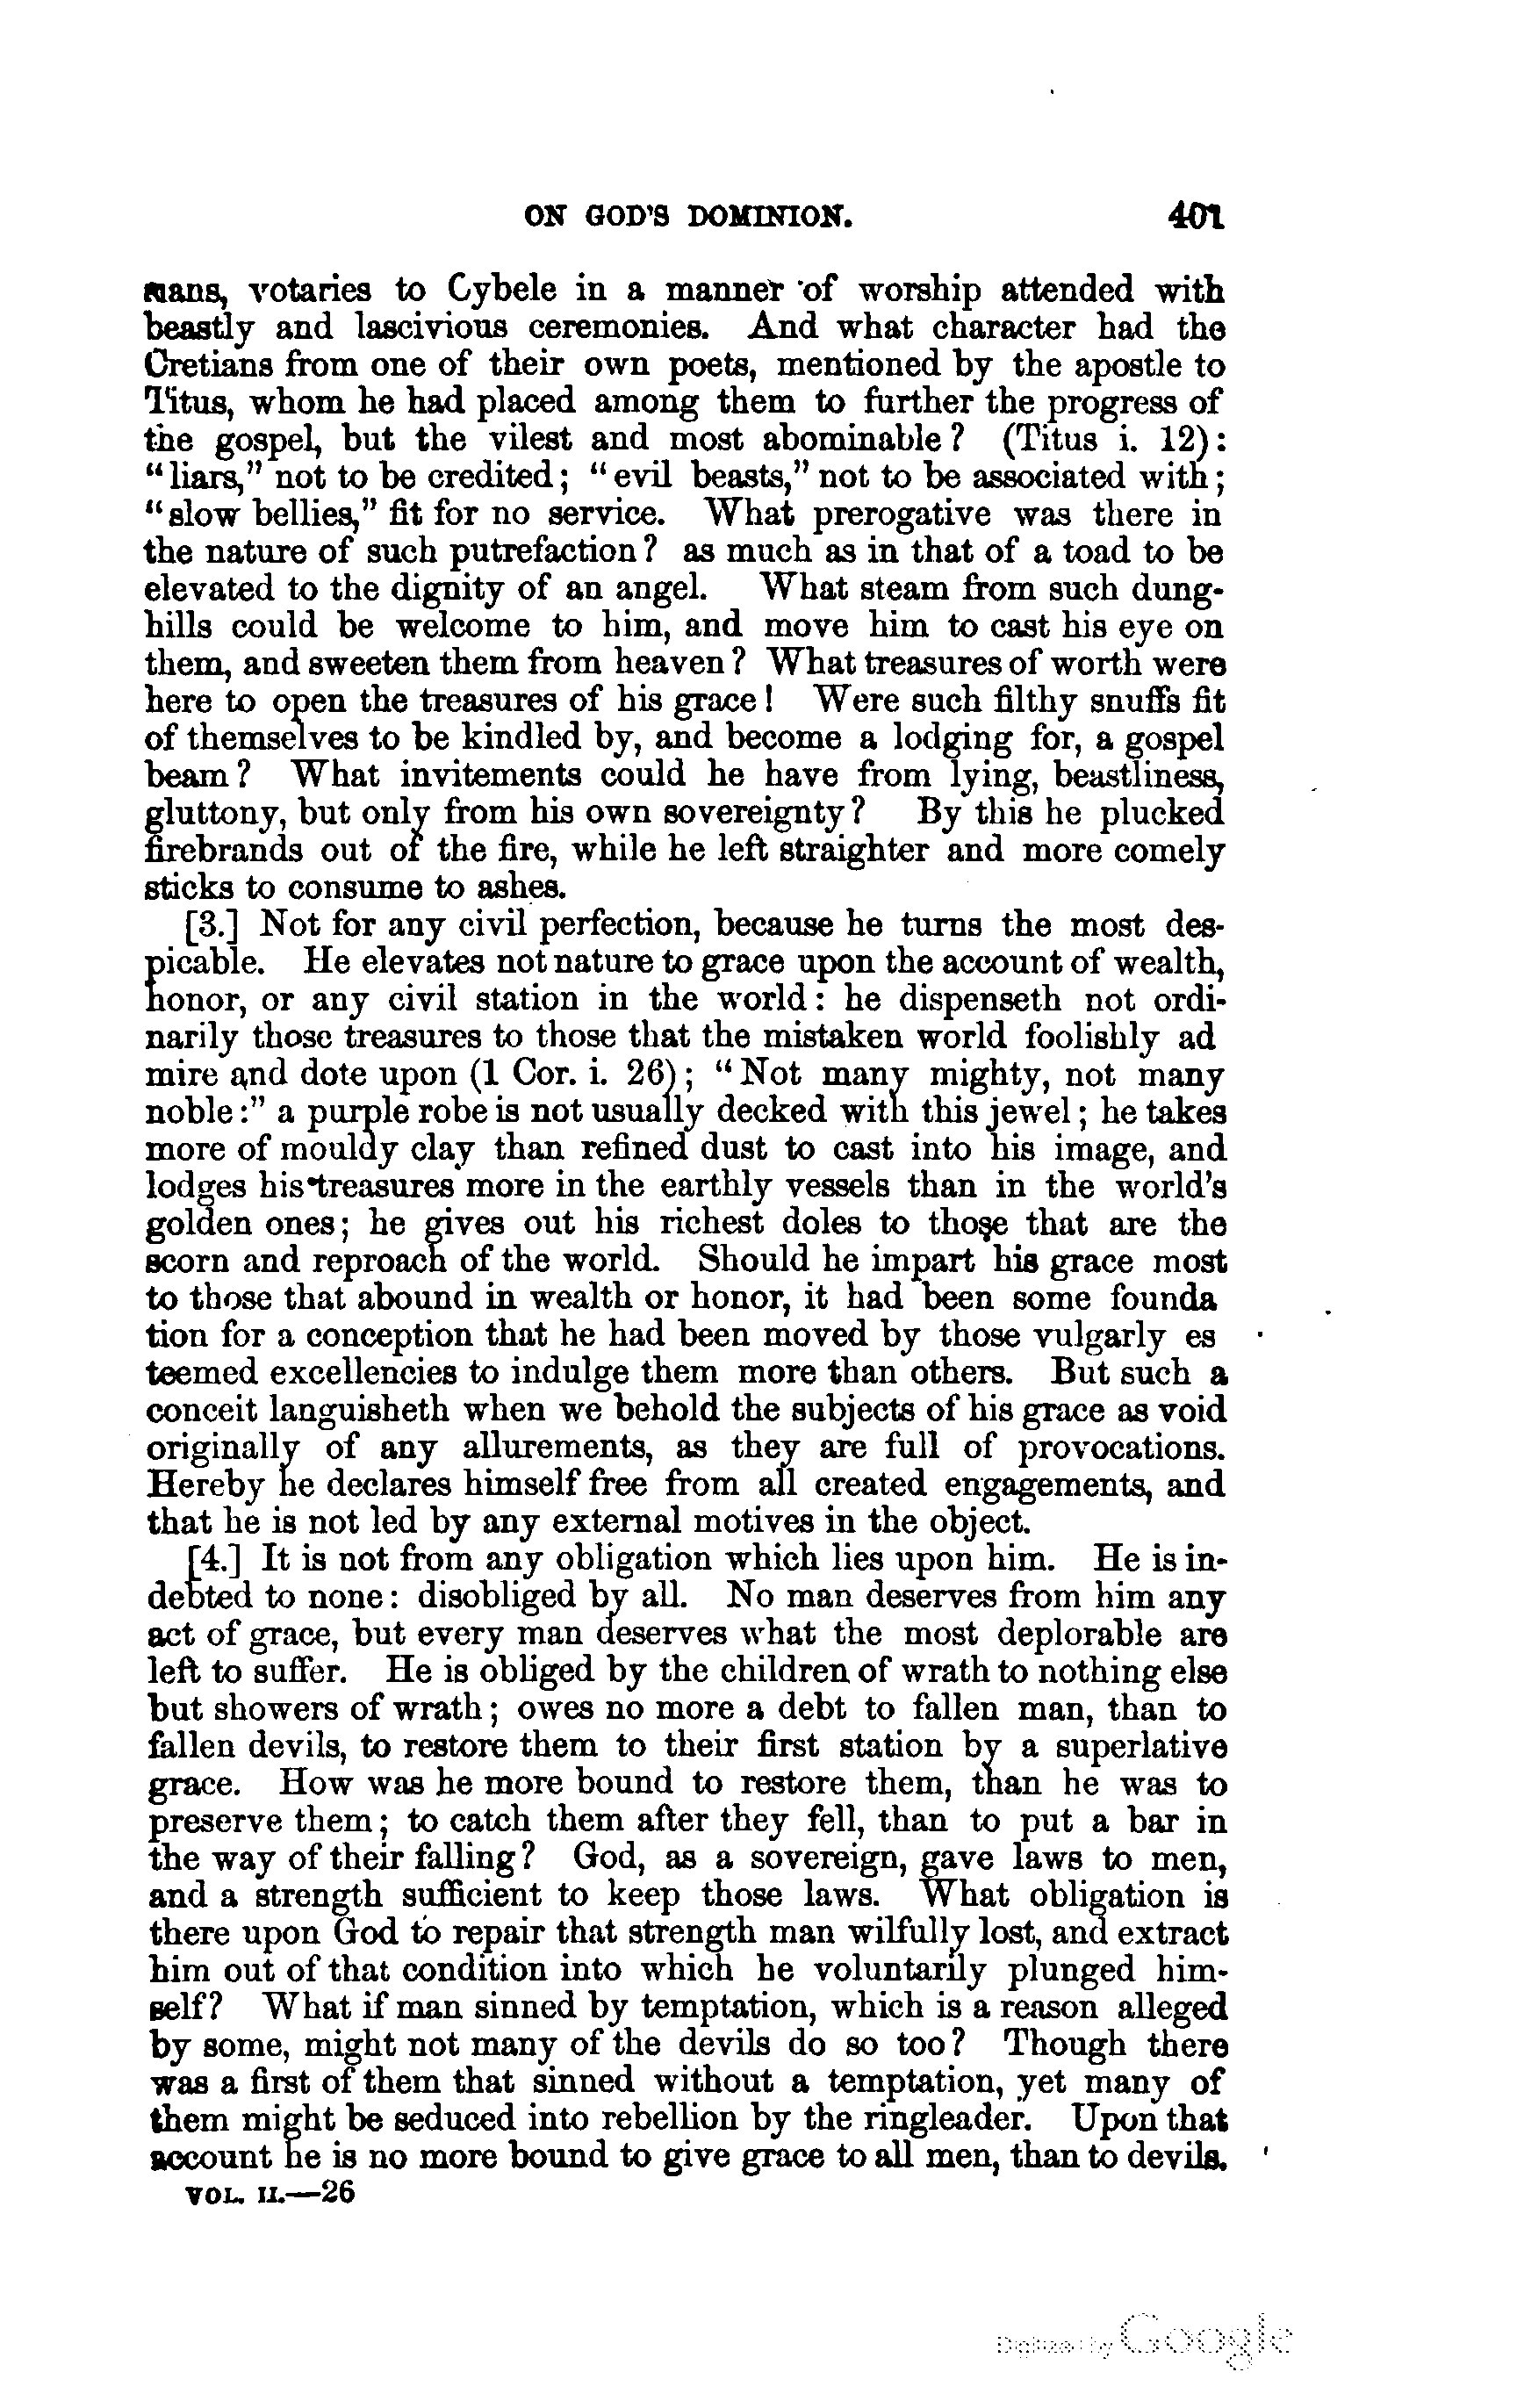 ON GOD'S DOMINION. 401
mans, votaries to Cybele in a manner of worship attended with
beastly and lascivious ceremonies. And what character had the
Cretians from one of their own poets, mentioned by the apostle to
Titus, whom he had placed among them to further the progress of
the gospel, but the vilest and most abominable? (Titus i. 12):
"liars," not to be credited; "evil beasts," not to be associated with;
"slow bellies," fit for no service. What prerogative was there in
the nature of such putrefaction? as much as in that of a toad to be
elevated to the dignity of an angel. What steam from such dung-
hills could be welcome to him, and move him to cast his eye on
them, and sweeten them from heaven? What treasures of worth were
here to open the treasures of his grace! Were such filthy snuffs fit
of themselves to be kindled by, and become a lodging for, a gospel
beam? What invitements could he have from lying, beastliness,
gluttony, but only from his own sovereignty? By this he plucked
firebrands out of the fire, while he left straighter and more comely
sticks to consume to ashes.
[3.] Not for any civil perfection, because he turns the most des-
picable. He elevates not nature to grace upon the account of wealth,
honor, or any civil station in the world: he dispenseth not ordi-
narily those treasures to those that the mistaken world foolishly ad
mire and dote upon (1 Cor. i. 26); "Not many mighty, not many
noble:" a purple robe is not usually decked with this jewel; he takes
more of mouldy clay than refined dust to cast into his image, and
lodges his treasures more in the earthly vessels than in the world's
golden ones; he gives out his richest doles to those that are the
scorn and reproach of the world. Should he impart his grace most
to those that abound in wealth or honor, it had been some founda
tion for a conception that he had been moved by those vulgarly es
teemed excellencies to indulge them more than others. But such a
conceit languisheth when we behold the subjects of his grace as void
originally of any allurements, as they are full of provocations.
Hereby he declares himself free from all created engagements, and
that he is not led by any external motives in the object.
[4.] It is not from any obligation which lies upon him. He is in-
debted to none: disobliged by all. No man deserves from him any
act of grace, but every man deserves what the most deplorable are
left to suffer. He is obliged by the children of wrath to nothing else
but showers of wrath; owes no more a debt to fallen man, than to
fallen devils, to restore them to their first station by a superlative
grace. How was he more bound to restore them, than he was to
preserve them; to catch them after they fell, than to put a bar in
the way of their falling? God, as a sovereign, gave laws to men,
and a strength sufficient to keep those laws. What obligation is
there upon God to repair that strength man wilfully lost, and extract
him out of that condition into which he voluntarily plunged him-
self? What if man sinned by temptation, which is a reason alleged
by some, might not many of the devils do so too? Though there
was a first of them that sinned without a temptation, yet many of
them might be seduced into rebellion by the ringleader. Upon that
account he is no more bound to give grace to all men, than to devils.
VOL. II.—26
Digitized by Google